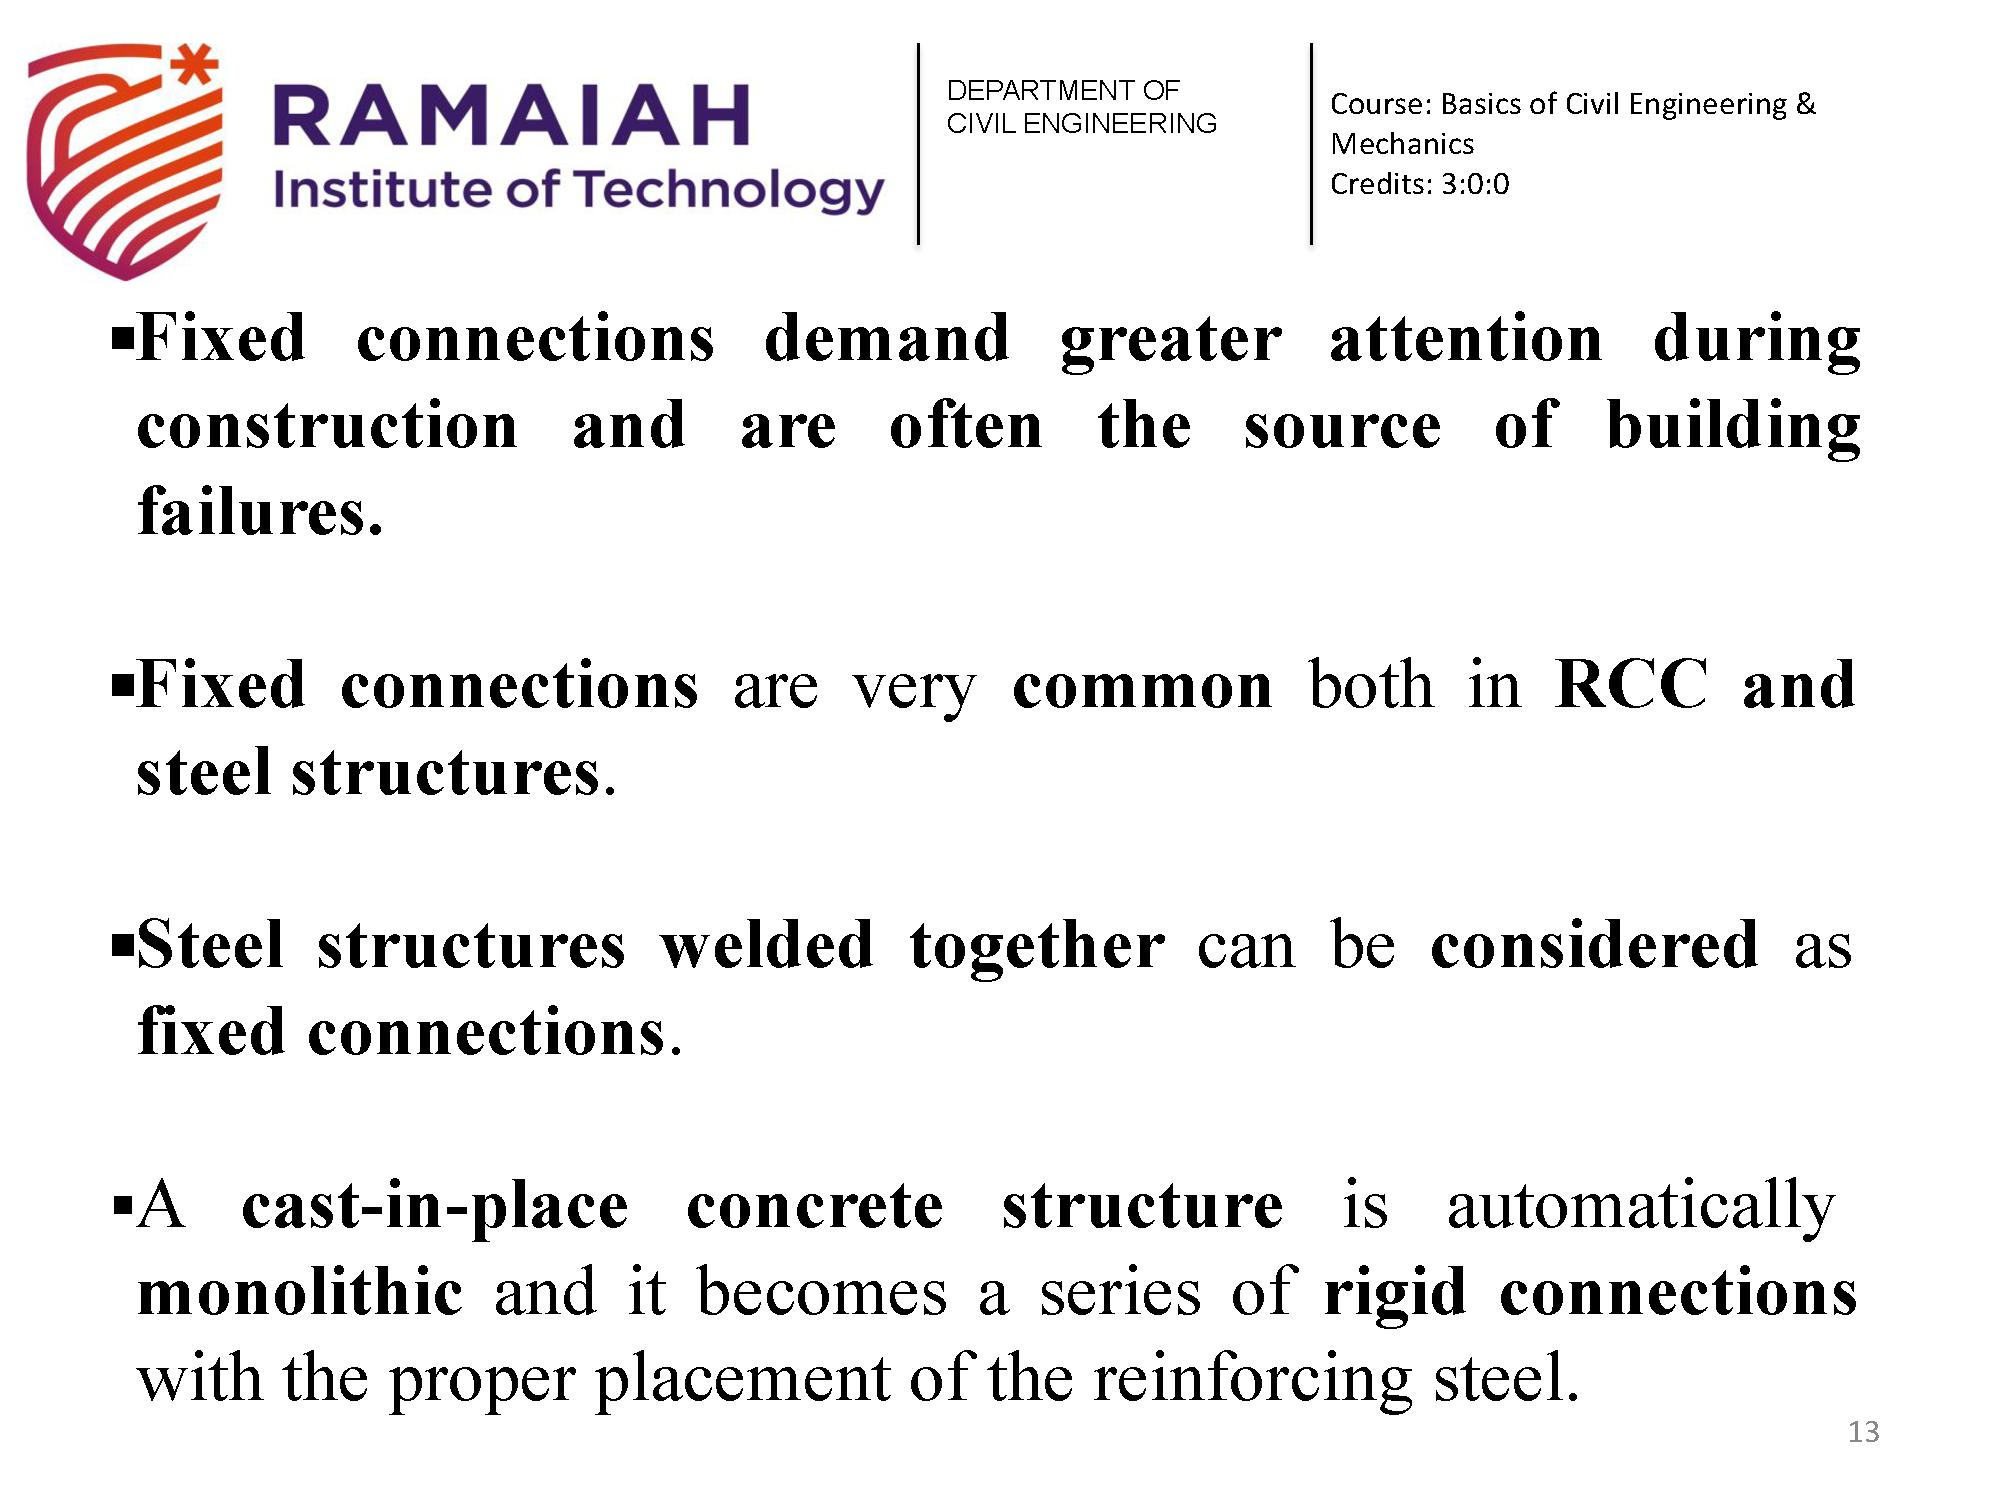 RAMAIAH
Institute of Technology
DEPARTMENT OF
CIVIL ENGINEERING
Course: Basics of Civil Engineering &
Mechanics
Credits: 3:0:0
▪Fixed connections demand greater attention during
construction and are often the source of building
failures.
▪Fixed connections are very common both in RCC and
steel structures.
▪Steel structures welded together can be considered as
fixed connections.
▪A cast-in-place concrete structure is automatically
monolithic and it becomes a series of rigid connections
with the proper placement of the reinforcing steel.
13